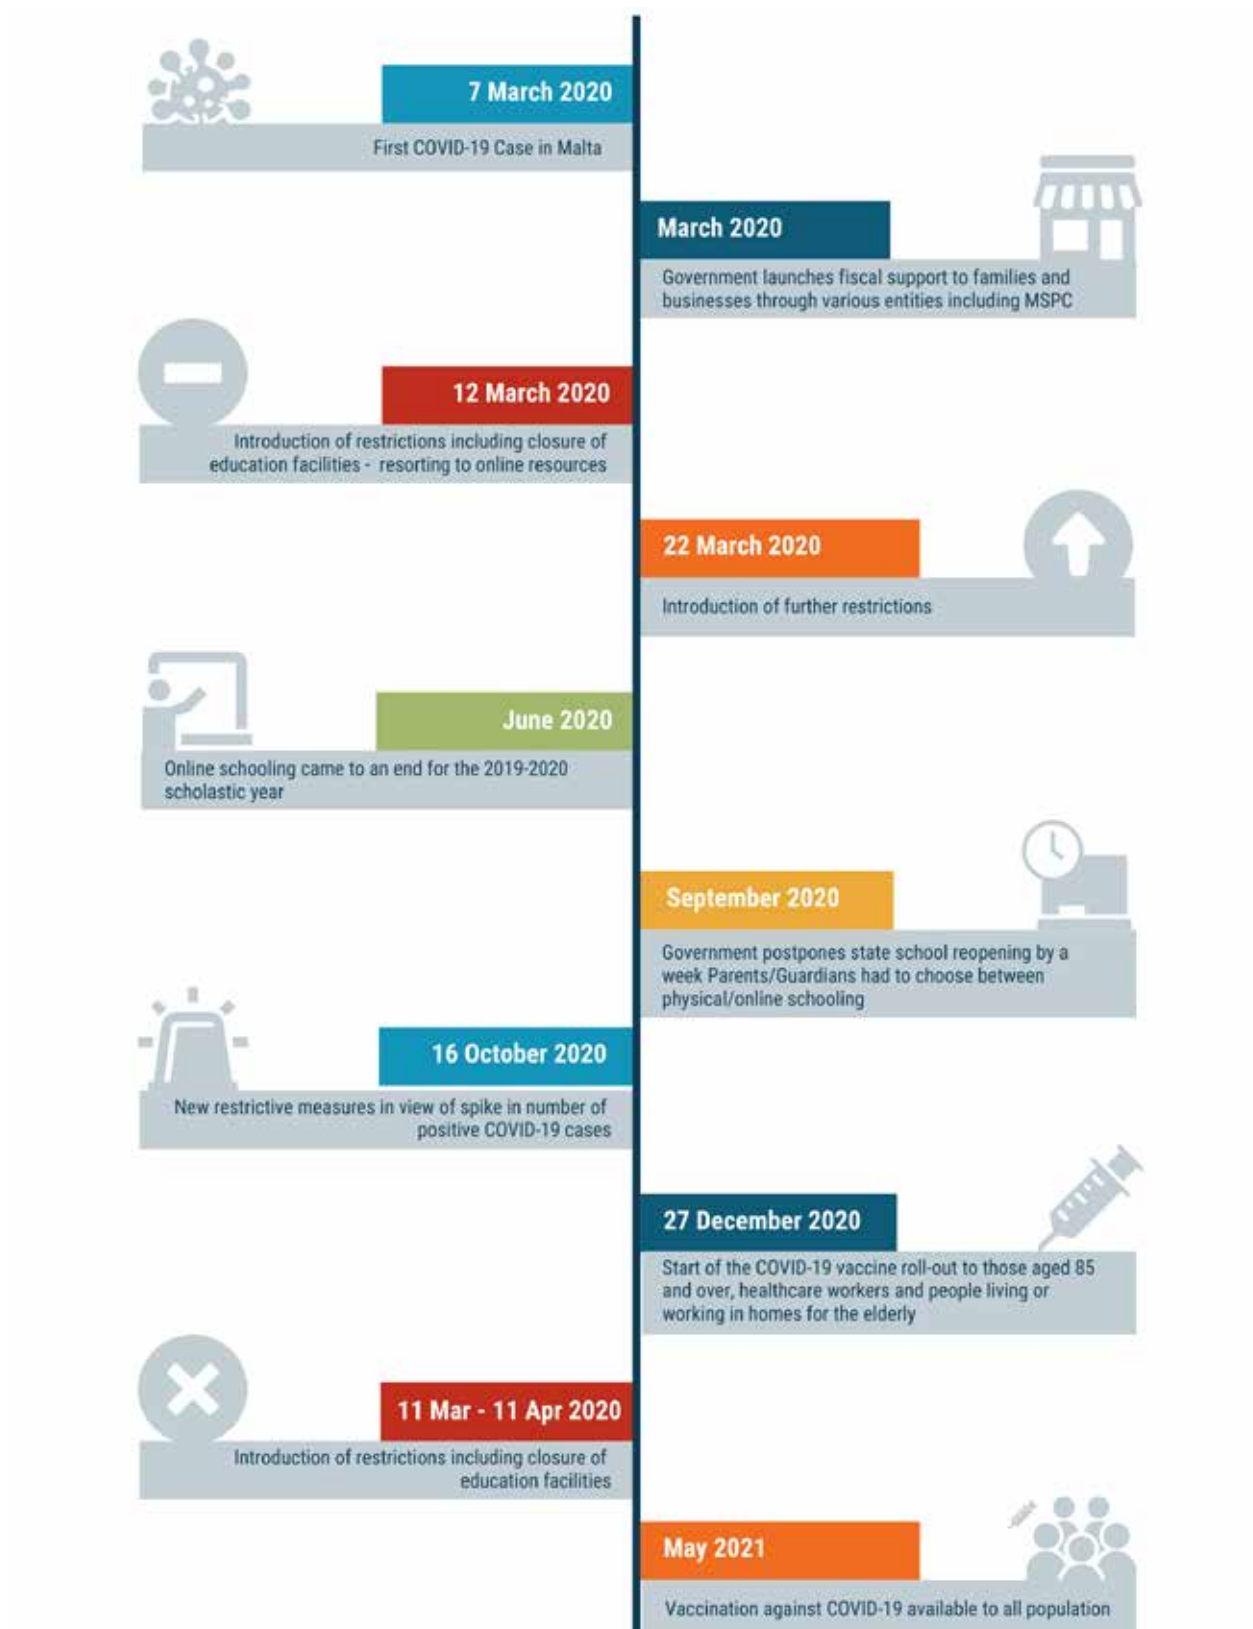 7 March 2020
First COVID-19 Case in Malta
March 2020
Government launches fiscal support to families and
businesses through various entities including MSPC
12 March 2020
Introduction of restrictions including closure of
education facilities - resorting to online resources
22 March 2020
Introduction of further restrictions
June 2020
Online schooling came to an end for the 2019-2020
scholastic year
September 2020
Government postpones state school reopening by a
week Parents/Guardians had to choose between
physical/online schooling
16 October 2020
New restrictive measures in view of spike in number of
positive COVID-19 cases
27 December 2020
Start of the COVID-19 vaccine roll-out to those aged 85
and over, healthcare workers and people living or
working in homes for the elderly
11 Mar - 11 Apr 2020
Introduction of restrictions including closure of
education facilities
May 2021
Vaccination against COVID-19 available to all population